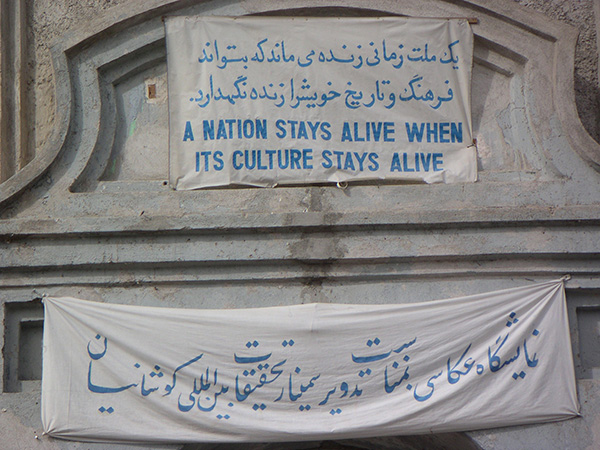 یک ملت زمانی زنده می ماند که بتواند
فرهنگ و تاریخ خویشرا زنده نگهدارد.
A NATION STAYS ALIVE WHEN
ITS CULTURE STAYS ALIVE
نمایشگاه عکاسی بمناسبت تدویر سیمینار تحقیقات بین المللی کوشانیان